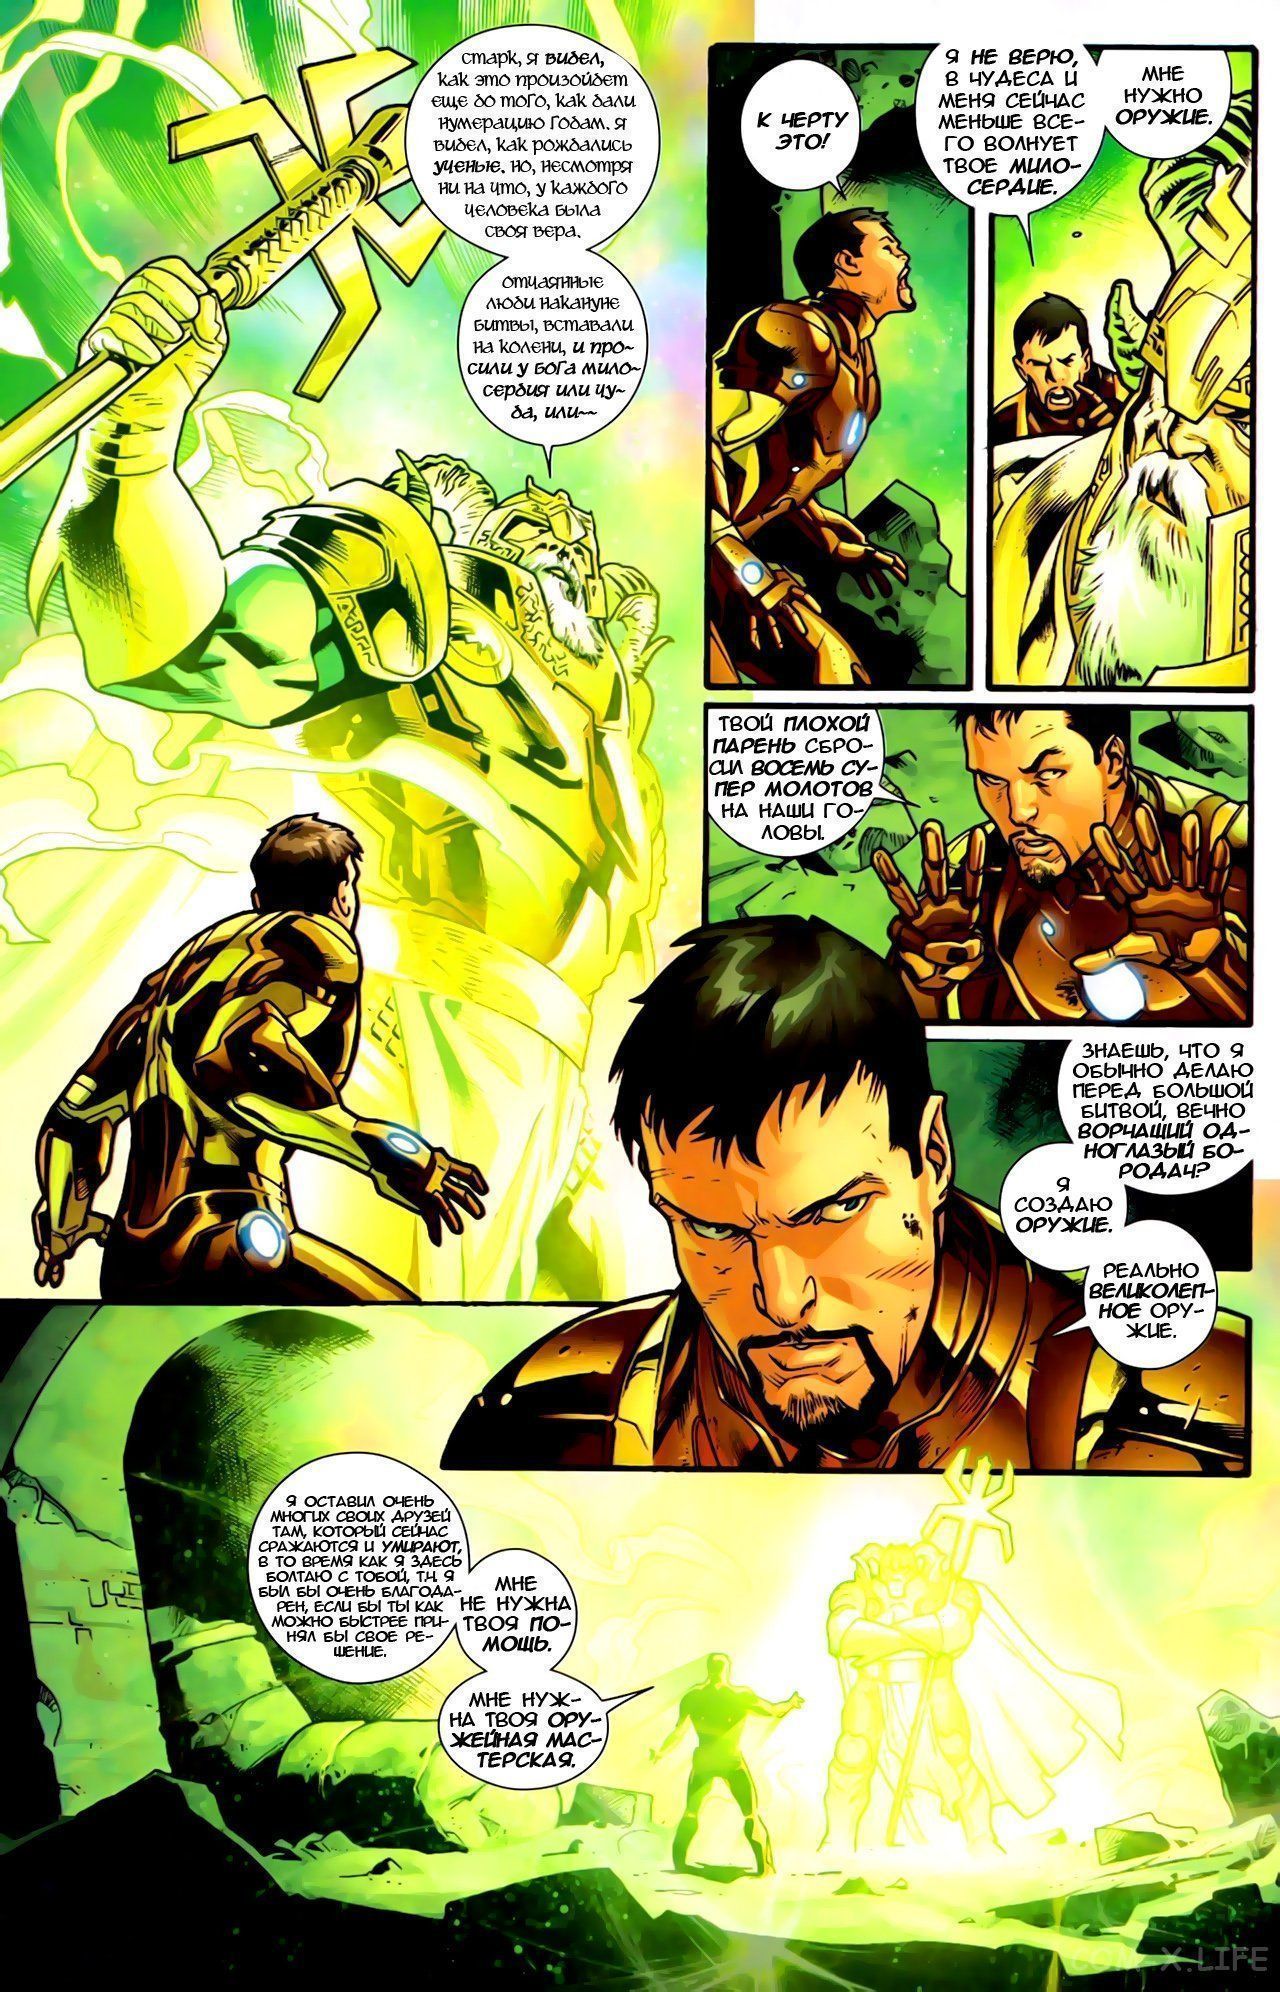 СТАРК, Я ВИДЕЛ,
КАК ЭТО ПРОИЗОЙДЕТ
ЕЩЕ ДО ТОГО, КАК ДАЛИ
НУМЕРАЦИЮ ГОДАМ. Я
ВИДЕЛ, КАК РОЖДАЛИСЬ
УЧЕНЫЕ. НО, НЕСМОТРЯ
НИ НА ЧТО, У КАЖДОГО
ЧЕЛОВЕКА БЫЛА
СВОЯ ВЕРА.
ОТЧАЯННЫЕ
ЛЮДИ НАКАНУНЕ
БИТВЫ, ВСТАВАЛИ
НА КОЛЕНИ, И ПРО-
СИЛИ У БОГА МИЛО-
СЕРДИЯ ИЛИ ЧУ-
ДА, ИЛИ--
К ЧЕРТУ
ЭТО!
Я НЕ ВЕРЮ,
В ЧУДЕСА И
МЕНЯ СЕЙЧАС
МЕНЬШЕ ВСЕ-
ГО ВОЛНУЕТ
ТВОЕ МИЛО-
СЕРДИЕ.
МНЕ
НУЖНО
ОРУЖИЕ.
ТВОЙ ПЛОХОЙ
ПАРЕНЬ СБРО-
СИЛ ВОСЕМЬ СУ-
ПЕР МОЛОТОВ
НА НАШИ ГО-
ЛОВЫ.
ЗНАЕШЬ, ЧТО Я
ОБЫЧНО ДЕЛАЮ
ПЕРЕД БОЛЬШОЙ
БИТВОЙ, ВЕЧНО
ВОРЧАЩИЙ ОД-
НОГЛАЗЫЙ БО-
РОДАЧ?
Я
СОЗДАЮ
ОРУЖИЕ.
РЕАЛЬНО
ВЕЛИКОЛЕП-
НОЕ ОРУ-
ЖИЕ.
Я ОСТАВИЛ ОЧЕНЬ
МНОГИХ СВОИХ ДРУЗЕЙ
ТАМ, КОТОРЫЙ СЕЙЧАС
СРАЖАЮТСЯ И УМИРАЮТ,
В ТО ВРЕМЯ КАК Я ЗДЕСЬ
БОЛТАЮ С ТОБОЙ, Т.Ч. Я
БЫЛ БЫ ОЧЕНЬ БЛАГОДА-
РЕН, ЕСЛИ БЫ ТЫ КАК
МОЖНО БЫСТРЕЕ ПРИ-
НЯЛ БЫ СВОЕ РЕ-
ШЕНИЕ.
МНЕ
НЕ НУЖНА
ТВОЯ ПО-
МОЩЬ.
МНЕ НУЖ-
НА ТВОЯ ОРУ-
ЖЕЙНАЯ МАС-
ТЕРСКАЯ.
COM-X.LIFE